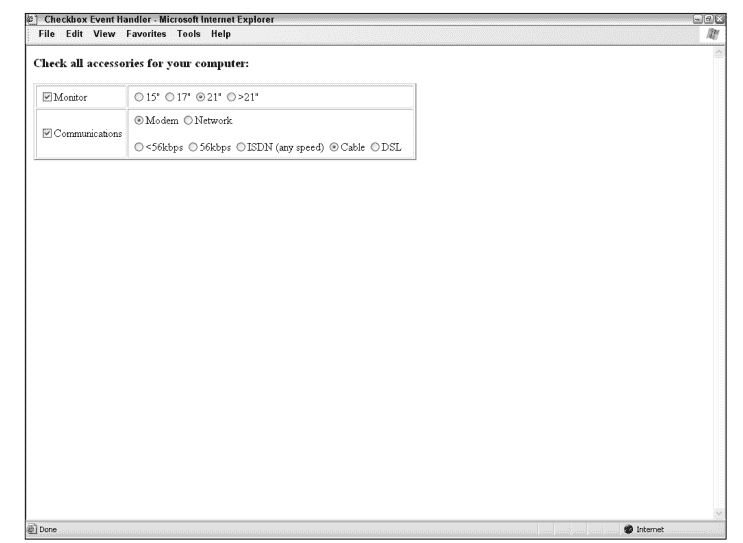 Checkbox Event Handler - Microsoft Internet Explorer
File Edit View Favorites Tools Help
Check all accessories for your computer:
Monitor 15" 17" 21" >21"
Modem Network
Communications
<56kbps 56kbps ISDN (any speed) Cable DSL
Done Internet